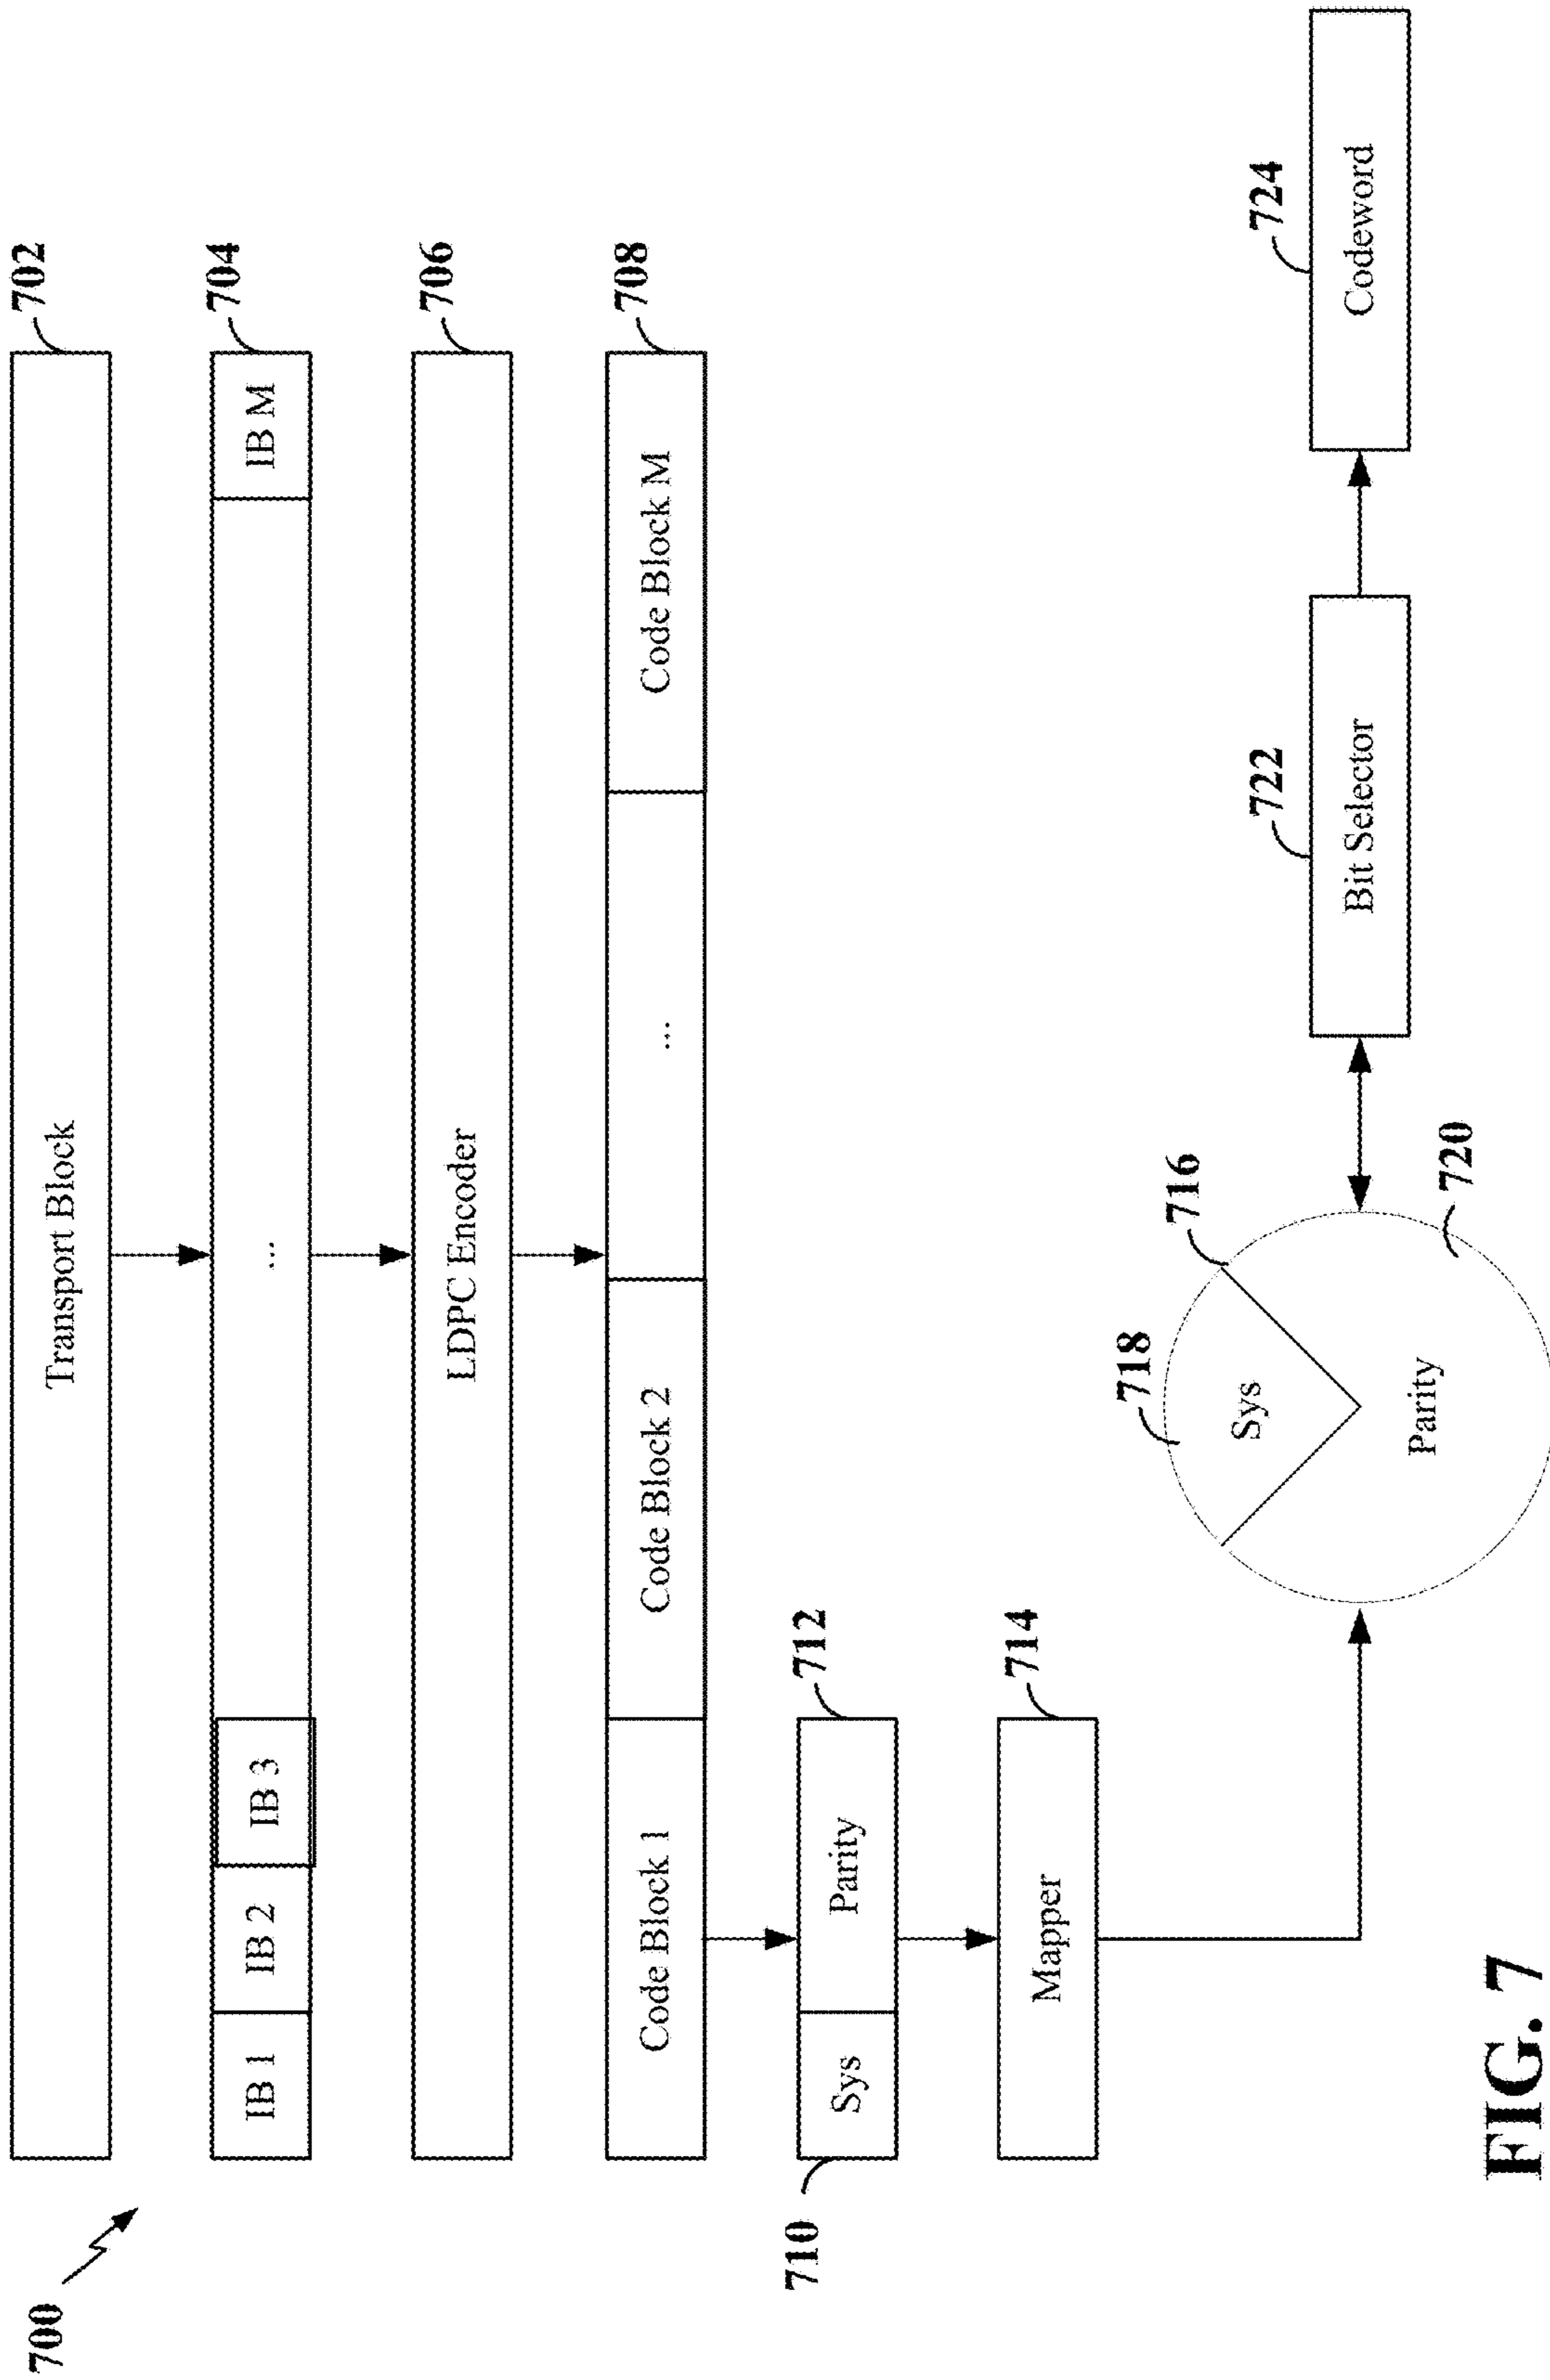 700
702
Transport Block
704
IB 1 IB 2 IB 3 ... IB M
706
LDPC Encoder
708
Code Block 1 Code Block 2 ... Code Block M
710
712
Sys Parity
714
Mapper
716
718
Sys
Parity
720
722
Bit Selector
724
Codeword
FIG. 7